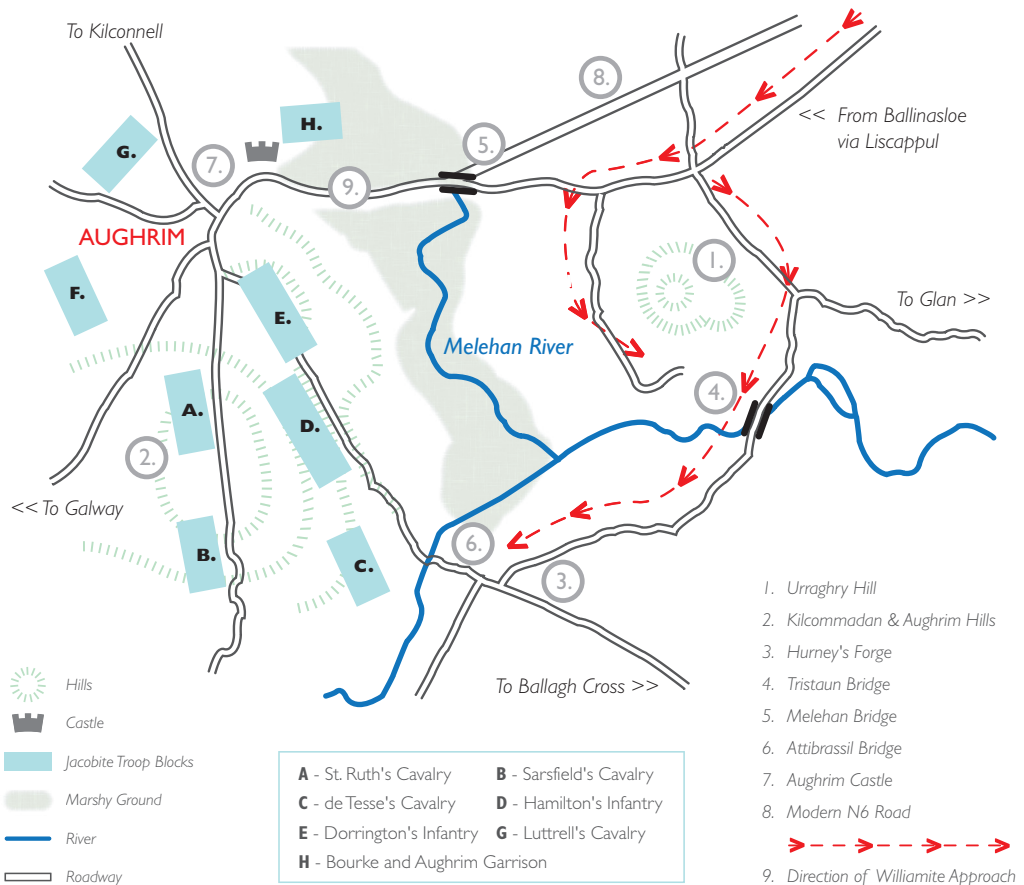 To Kilconnell
8.
<< From Ballinasloe
via Liscappul
H.
G.
7.
5.
9.
AUGHRIM
1.
F.
E.
To Glan >>
Melehan River
A.
D.
4.
2.
<< To Galway
B.
C.
6.
3.
To Ballagh Cross >>
Hills
Castle
Jacobite Troop Blocks
Marshy Ground
River
Roadway
A - St. Ruth's Cavalry
B - Sarsfield's Cavalry
C - de Tesse's Cavalry
D - Hamilton's Infantry
E - Dorrington's Infantry
G - Luttrell's Cavalry
H - Bourke and Aughrim Garrison
1. Urraghry Hill
2. Kilcommadan & Aughrim Hills
3. Hurney's Forge
4. Tristaun Bridge
5. Melehan Bridge
6. Attibrassil Bridge
7. Aughrim Castle
8. Modern N6 Road
9. Direction of Williamite Approach